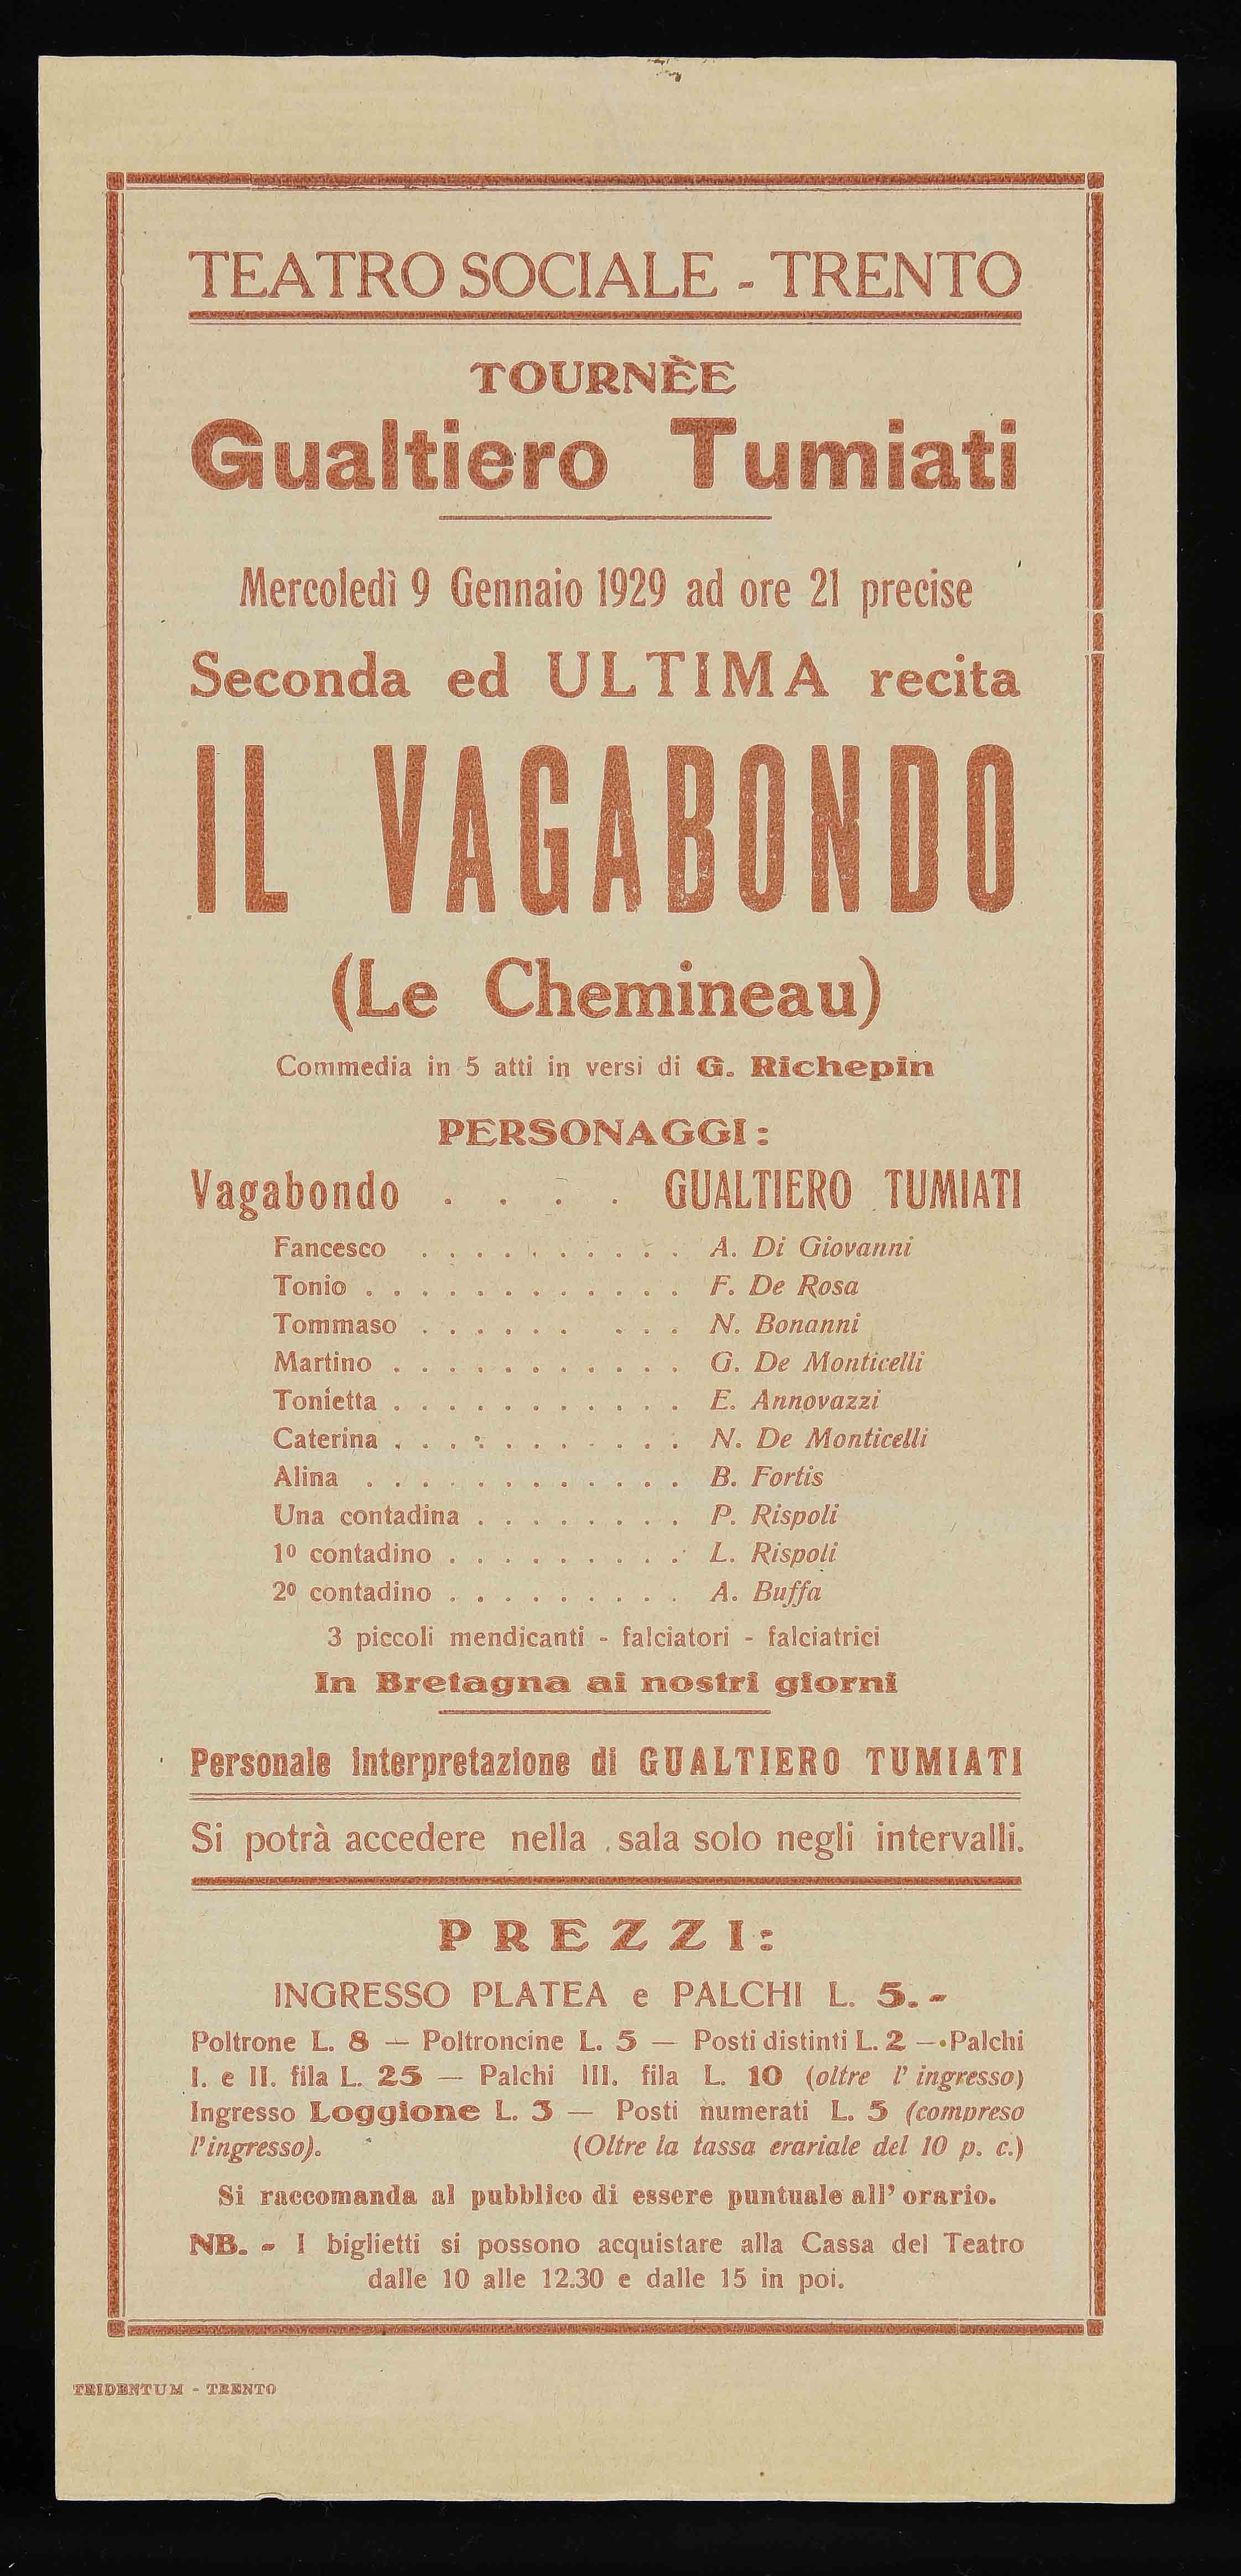 TEATRO SOCIALE - TRENTO
TOURNÈE
Gualtiero Tumiati
Mercoledì 9 Gennaio 1929 ad ore 21 precise
Seconda ed ULTIMA recita
IL VAGABONDO
(Le Chemineau)
Commedia in 5 atti in versi di G. Richepin
PERSONAGGI:
Vagabondo . . . . GUALTIERO TUMIATI
Fancesco . . . . . . . . . . A. Di Giovanni
Tonio . . . . . . . . . . . . F. De Rosa
Tommaso . . . . . . . . . N. Bonanni
Martino . . . . . . . . . . . G. De Monticelli
Tonietta . . . . . . . . . . . E. Annovazzi
Caterina . . . . . . . . . . . N. De Monticelli
Alina . . . . . . . . . . . . B. Fortis
Una contadina . . . . . . . . P. Rispoli
1º contadino . . . . . . . . . L. Rispoli
2º contadino . . . . . . . . . A. Buffa
3 piccoli mendicanti - falciatori - falciatrici
In Bretagna ai nostri giorni
Personale interpretazione di GUALTIERO TUMIATI
Si potrà accedere nella sala solo negli intervalli.
PREZZI:
INGRESSO PLATEA e PALCHI L. 5.-
Poltrone L. 8 — Poltroncine L. 5 — Posti distinti L. 2 — Palchi
I. e II. fila L. 25 — Palchi III. fila L. 10 (oltre l' ingresso)
Ingresso Loggione L. 3 — Posti numerati L. 5 (compreso
l'ingresso). (Oltre la tassa erariale del 10 p. c.)
Si raccomanda al pubblico di essere puntuale all' orario.
NB. - I biglietti si possono acquistare alla Cassa del Teatro
dalle 10 alle 12.30 e dalle 15 in poi.
TRIDENTUM - TRENTO